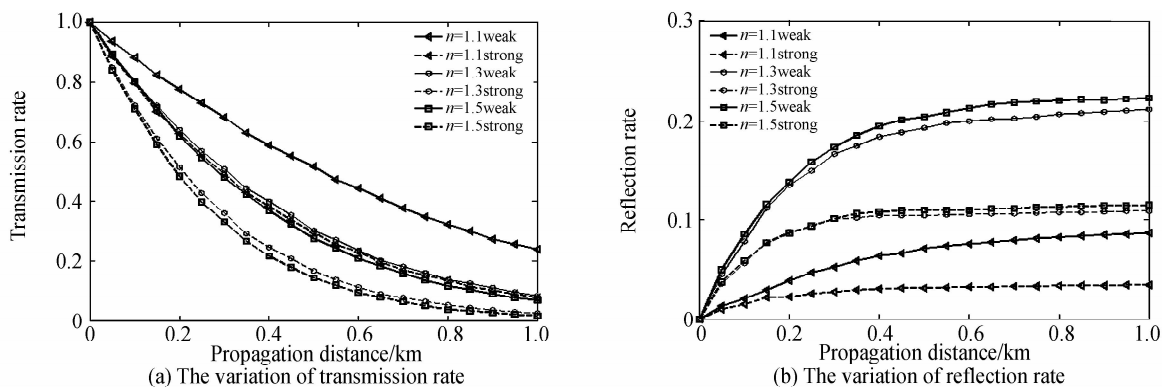 1.0
0.8
0.6
0.4
0.2
0
Transmission rate
n=1.1weak
n=1.1strong
n=1.3weak
n=1.3strong
n=1.5weak
n=1.5strong
0 0.2 0.4 0.6 0.8 1.0
Propagation distance/km
(a) The variation of transmission rate
0.3
0.2
0.1
0
Reflection rate
n=1.1weak
n=1.1strong
n=1.3weak
n=1.3strong
n=1.5weak
n=1.5strong
0 0.2 0.4 0.6 0.8 1.0
Propagation distance/km
(b) The variation of reflection rate